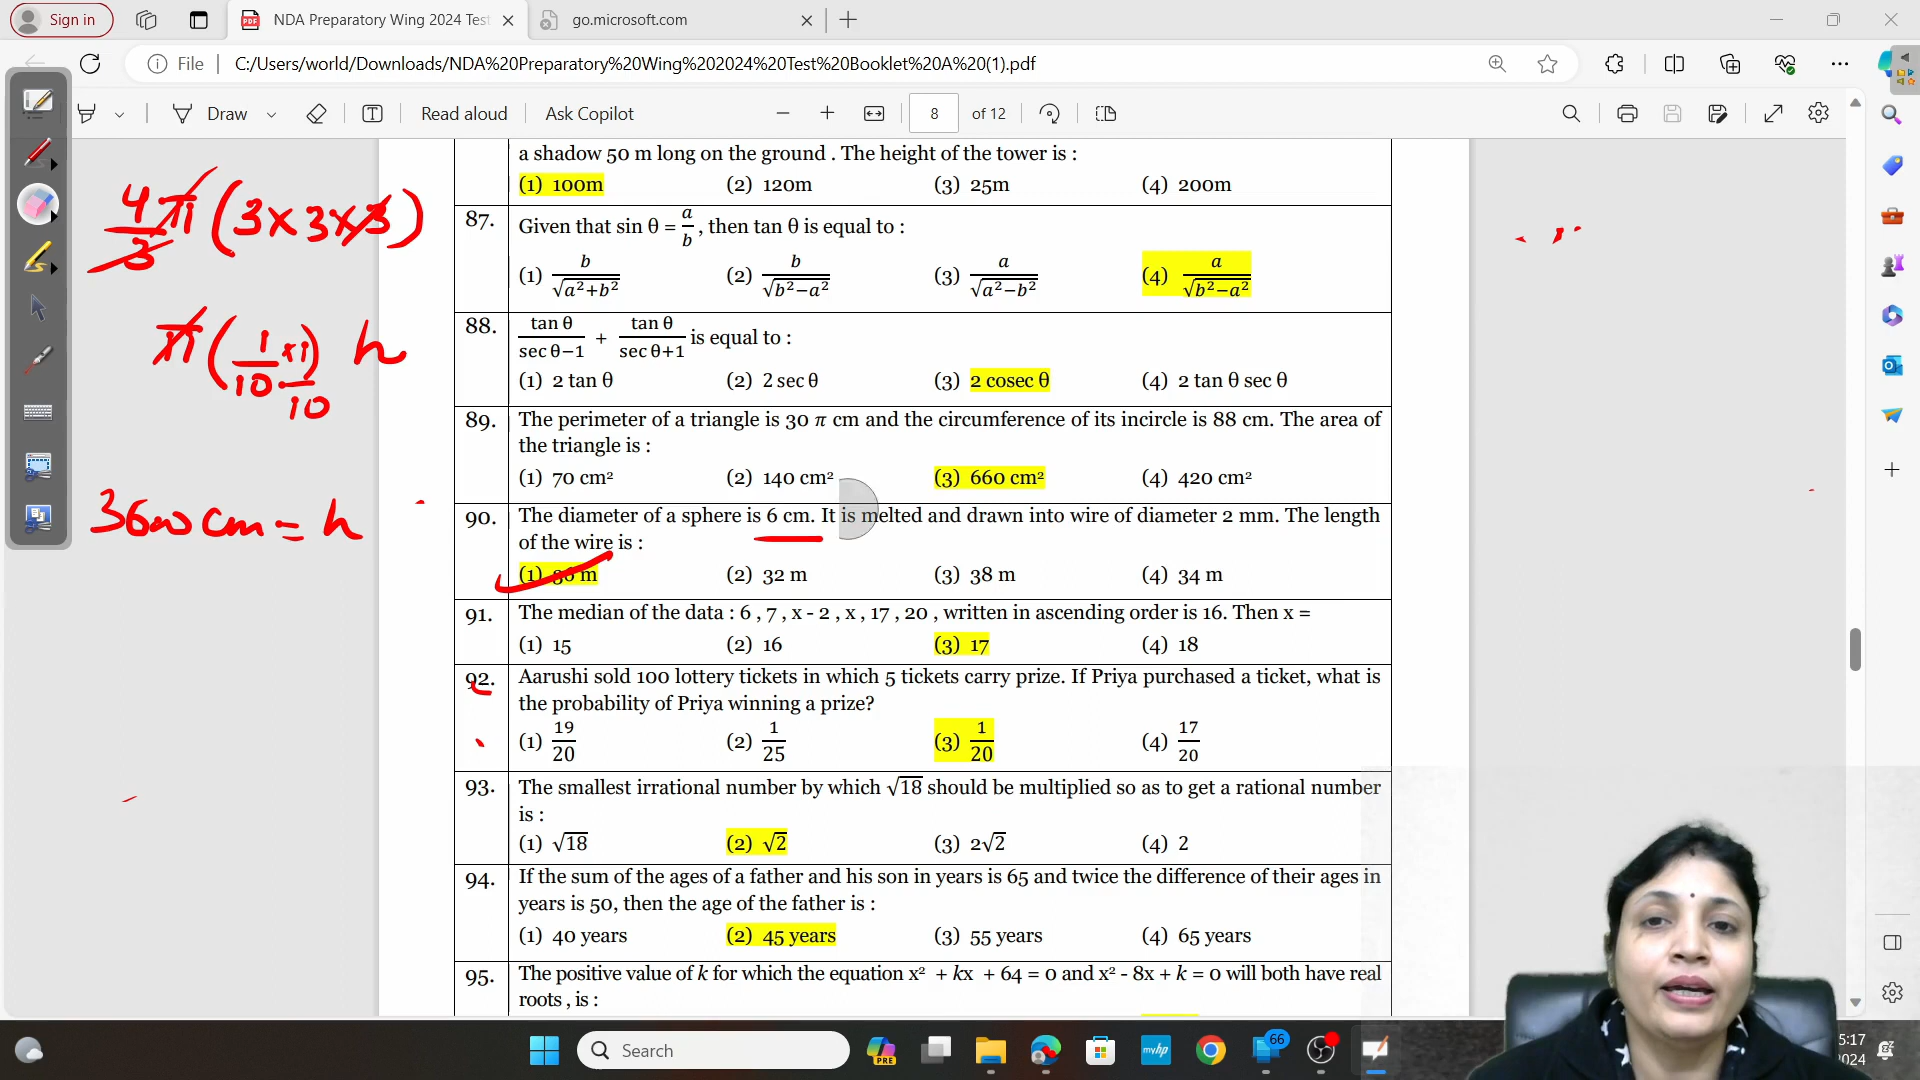 Sign in
NDA Preparatory Wing 2024 Test
go.microsoft.com
File
C:/Users/world/Downloads/NDA%20Preparatory%20Wing%202024%20Test%20Booklet%20A%20(1).pdf
Draw
Read aloud
Ask Copilot
8
of 12
a shadow 50 m long on the ground . The height of the tower is :
(1) 100m (2) 120m (3) 25m (4) 200m
87. Given that sin θ = a/b , then tan θ is equal to :
(1) b/√(a²+b²) (2) b/√(b²−a²) (3) a/√(a²−b²) (4) a/√(b²−a²)
88. tan θ/(sec θ−1) + tan θ/(sec θ+1) is equal to :
(1) 2 tan θ (2) 2 sec θ (3) 2 cosec θ (4) 2 tan θ sec θ
89. The perimeter of a triangle is 30 π cm and the circumference of its incircle is 88 cm. The area of
the triangle is :
(1) 70 cm² (2) 140 cm² (3) 660 cm² (4) 420 cm²
90. The diameter of a sphere is 6 cm. It is melted and drawn into wire of diameter 2 mm. The length
of the wire is :
(1) 36 m (2) 32 m (3) 38 m (4) 34 m
91. The median of the data : 6 , 7 , x - 2 , x , 17 , 20 , written in ascending order is 16. Then x =
(1) 15 (2) 16 (3) 17 (4) 18
92. Aarushi sold 100 lottery tickets in which 5 tickets carry prize. If Priya purchased a ticket, what is
the probability of Priya winning a prize?
(1) 19/20 (2) 1/25 (3) 1/20 (4) 17/20
93. The smallest irrational number by which √18 should be multiplied so as to get a rational number
is :
(1) √18 (2) √2 (3) 2√2 (4) 2
94. If the sum of the ages of a father and his son in years is 65 and twice the difference of their ages in
years is 50, then the age of the father is :
(1) 40 years (2) 45 years (3) 55 years (4) 65 years
95. The positive value of k for which the equation x² + kx + 64 = 0 and x² - 8x + k = 0 will both have real
roots , is :
4/3 π (3×3×3)
π (1/10 × 1/10) h
3600 cm = h
Search
PRE
myhp
66
5:17
024